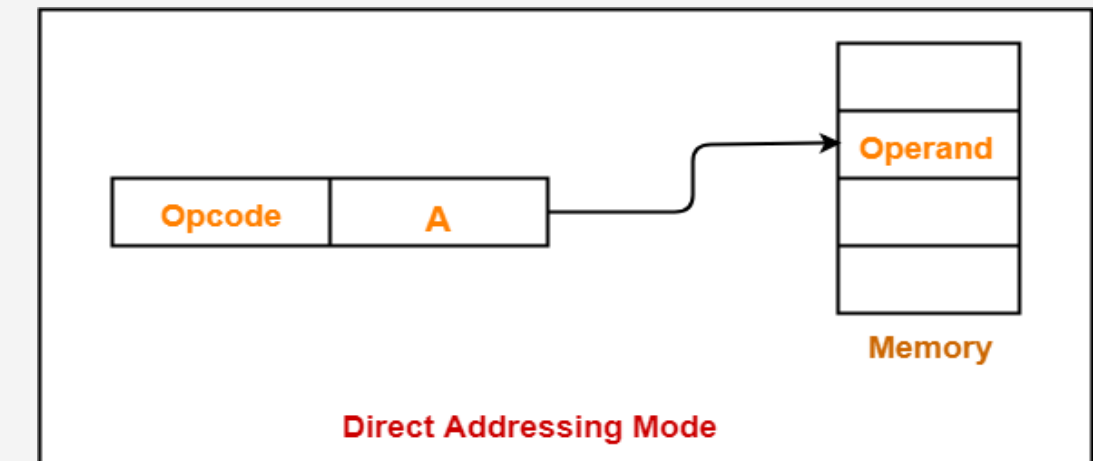 Operand
Opcode
A
Memory
Direct Addressing Mode